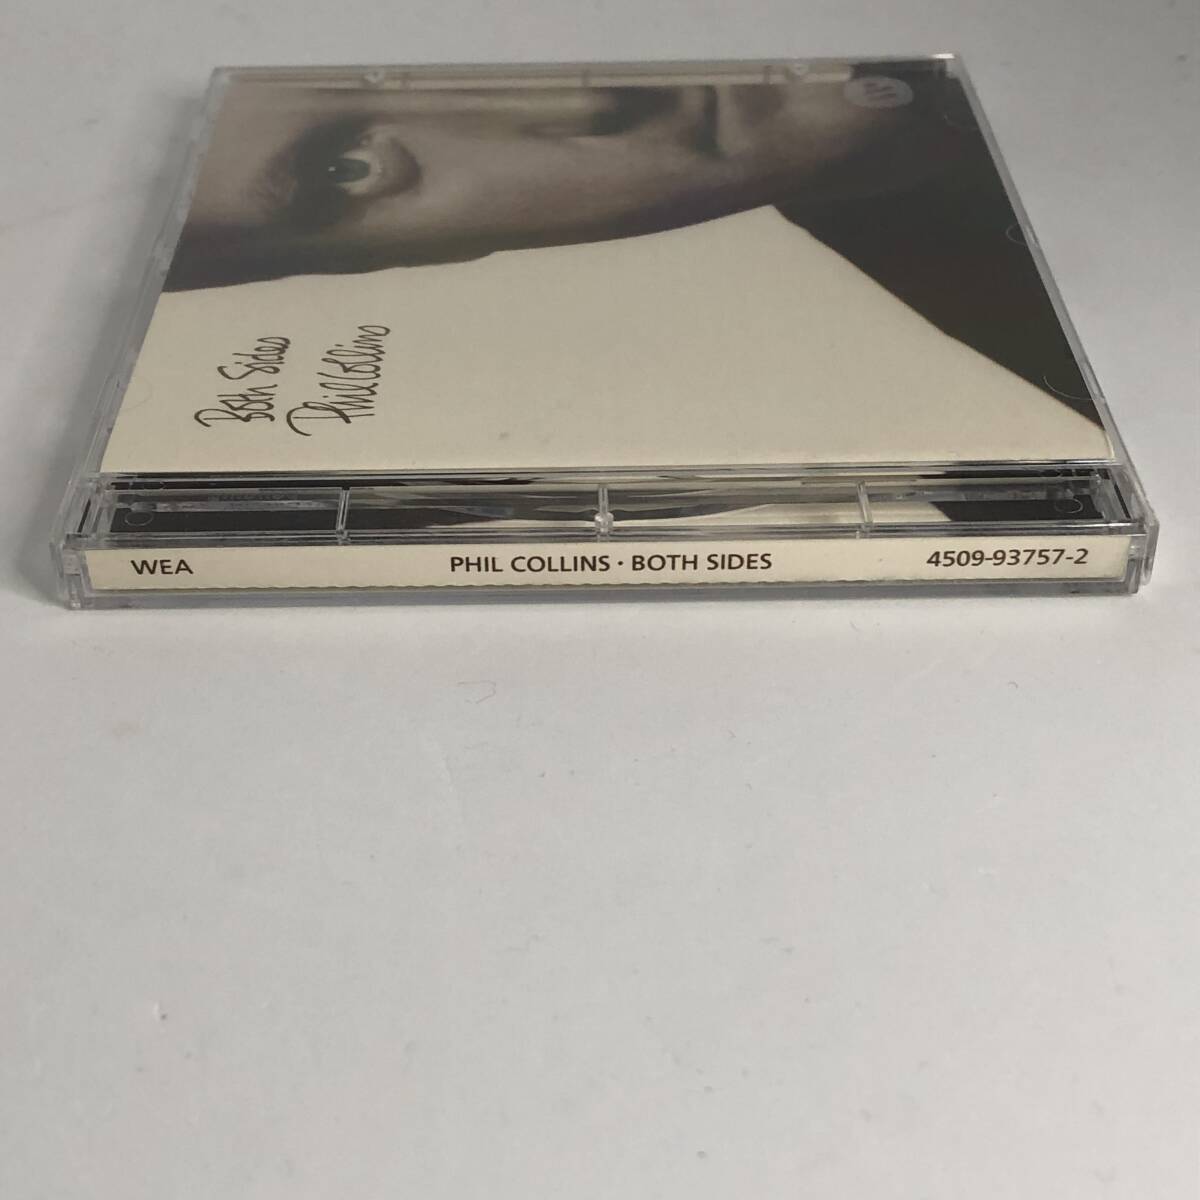 Both Sides
Phil Collins
WEA PHIL COLLINS · BOTH SIDES 4509-93757-2